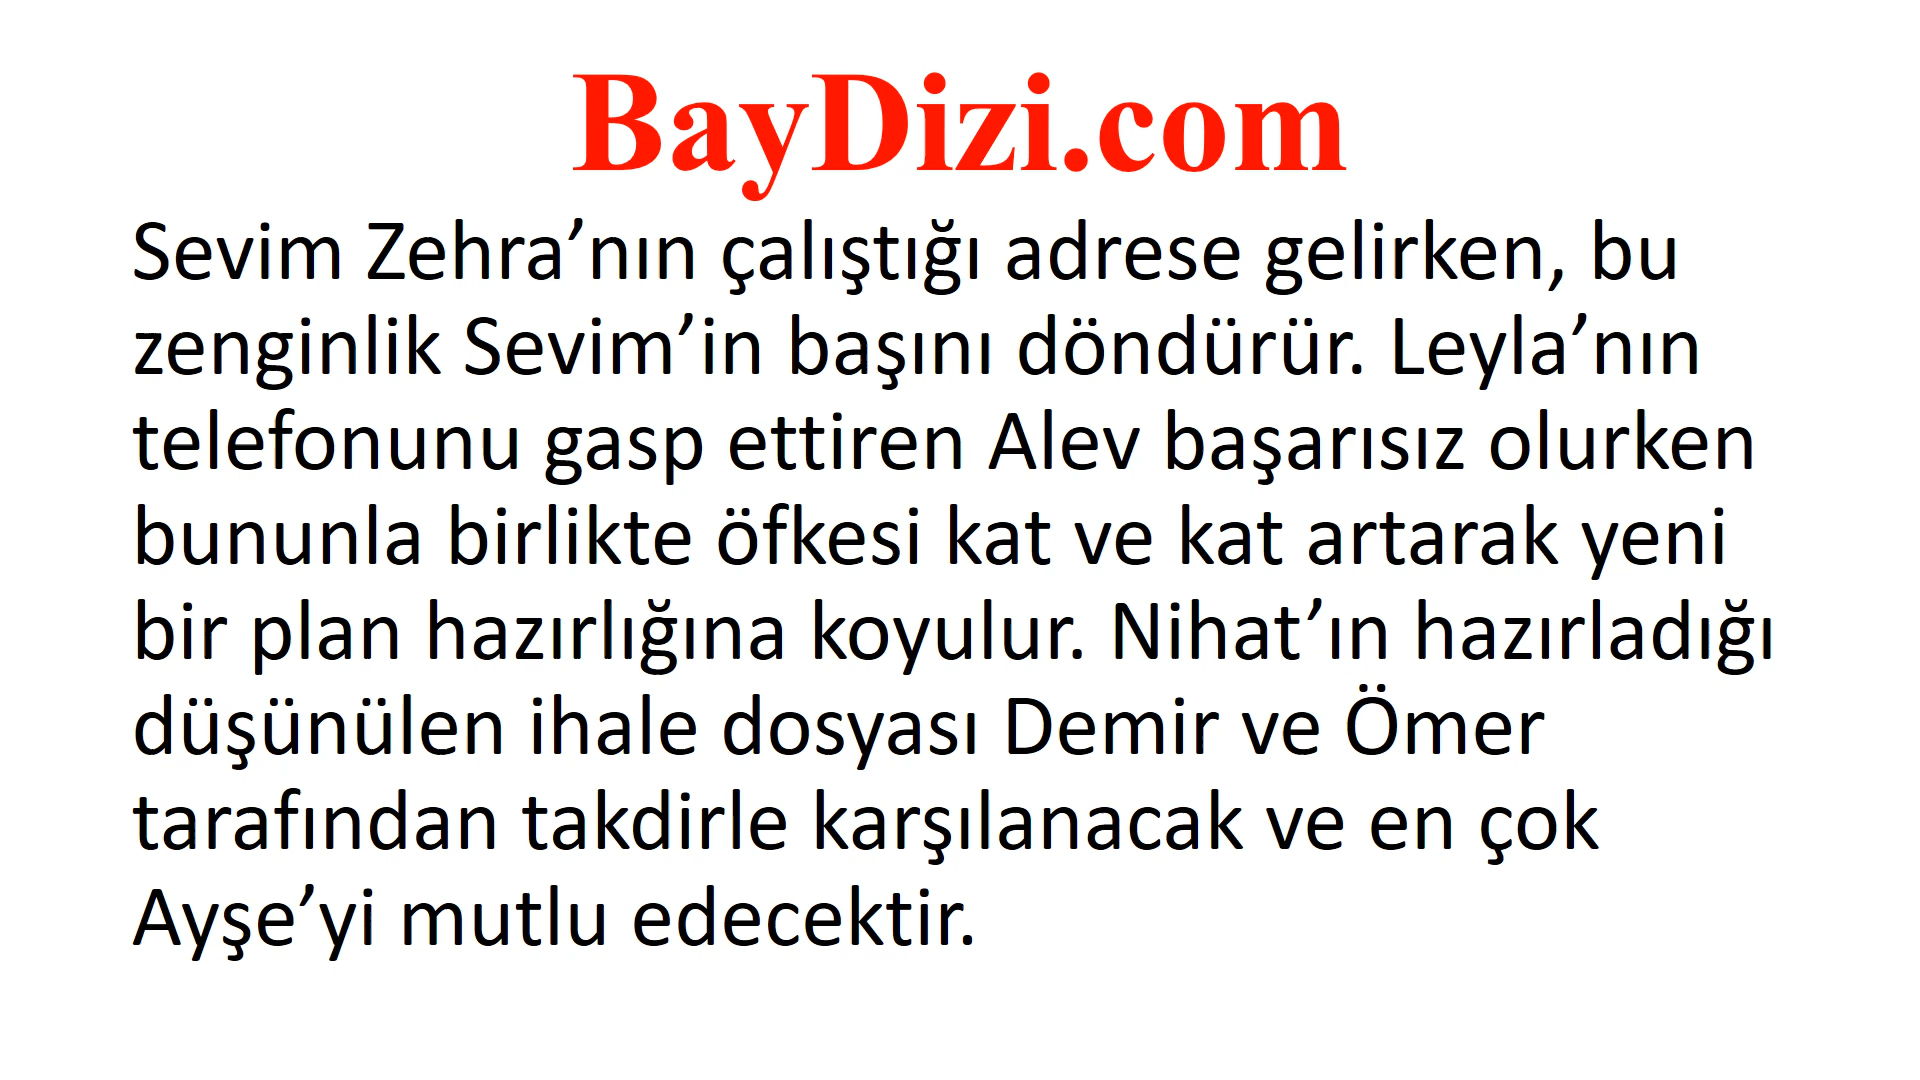 BayDizi.com
Sevim Zehra’nın çalıştığı adrese gelirken, bu
zenginlik Sevim’in başını döndürür. Leyla’nın
telefonunu gasp ettiren Alev başarısız olurken
bununla birlikte öfkesi kat ve kat artarak yeni
bir plan hazırlığına koyulur. Nihat’ın hazırladığı
düşünülen ihale dosyası Demir ve Ömer
tarafından takdirle karşılanacak ve en çok
Ayşe’yi mutlu edecektir.